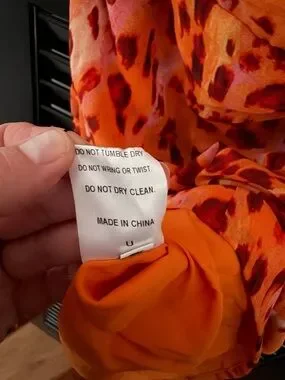 DO NOT TUMBLE DRY.
DO NOT WRING OR TWIST.
DO NOT DRY CLEAN.
MADE IN CHINA
U